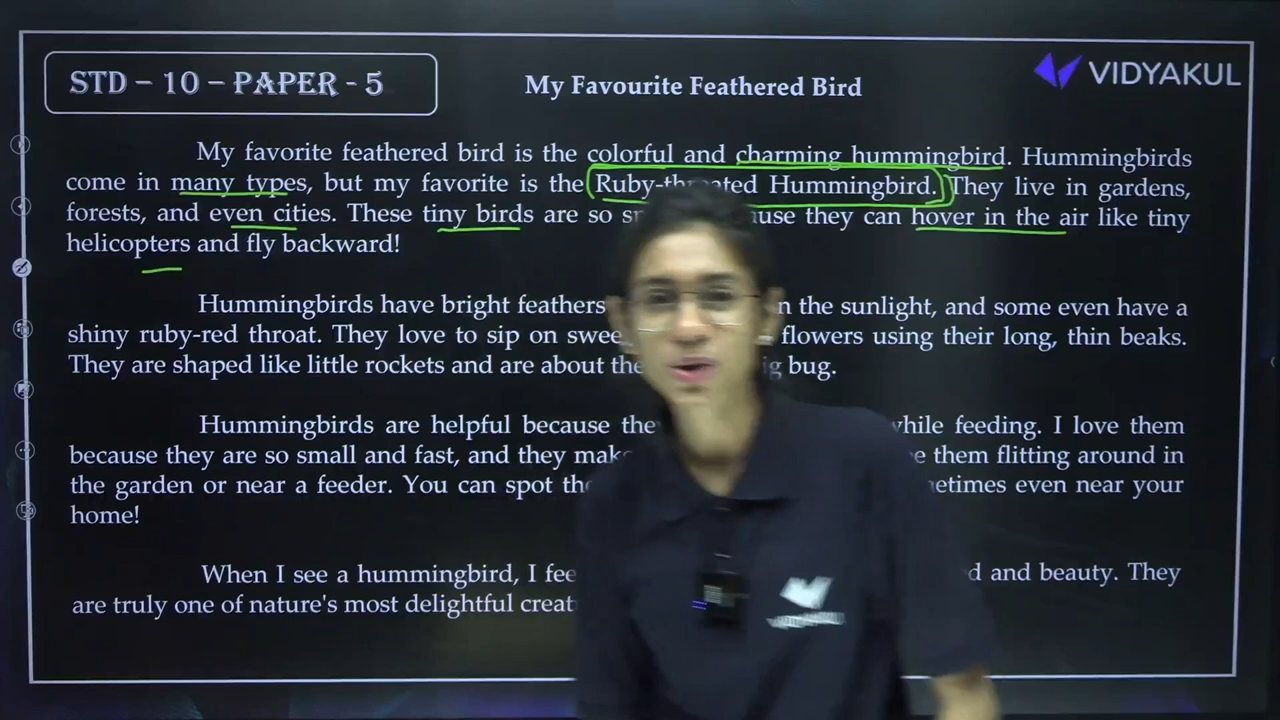 STD – 10 – PAPER - 5
My Favourite Feathered Bird
VIDYAKUL
My favorite feathered bird is the colorful and charming hummingbird. Hummingbirds
come in many types, but my favorite is the Ruby-throated Hummingbird. They live in gardens,
forests, and even cities. These tiny birds are so they can hover in the air like tiny
helicopters and fly backward!
Hummingbirds have bright feathers the sunlight, and some even have a
shiny ruby-red throat. They love to sip on flowers using their long, thin beaks.
They are shaped like little rockets and are about bug.
Hummingbirds are helpful because while feeding. I love them
because they are so small and fast, and they them flitting around in
the garden or near a feeder. You can spot even near your
home!
When I see a hummingbird, I and beauty. They
are truly one of nature's most delightful